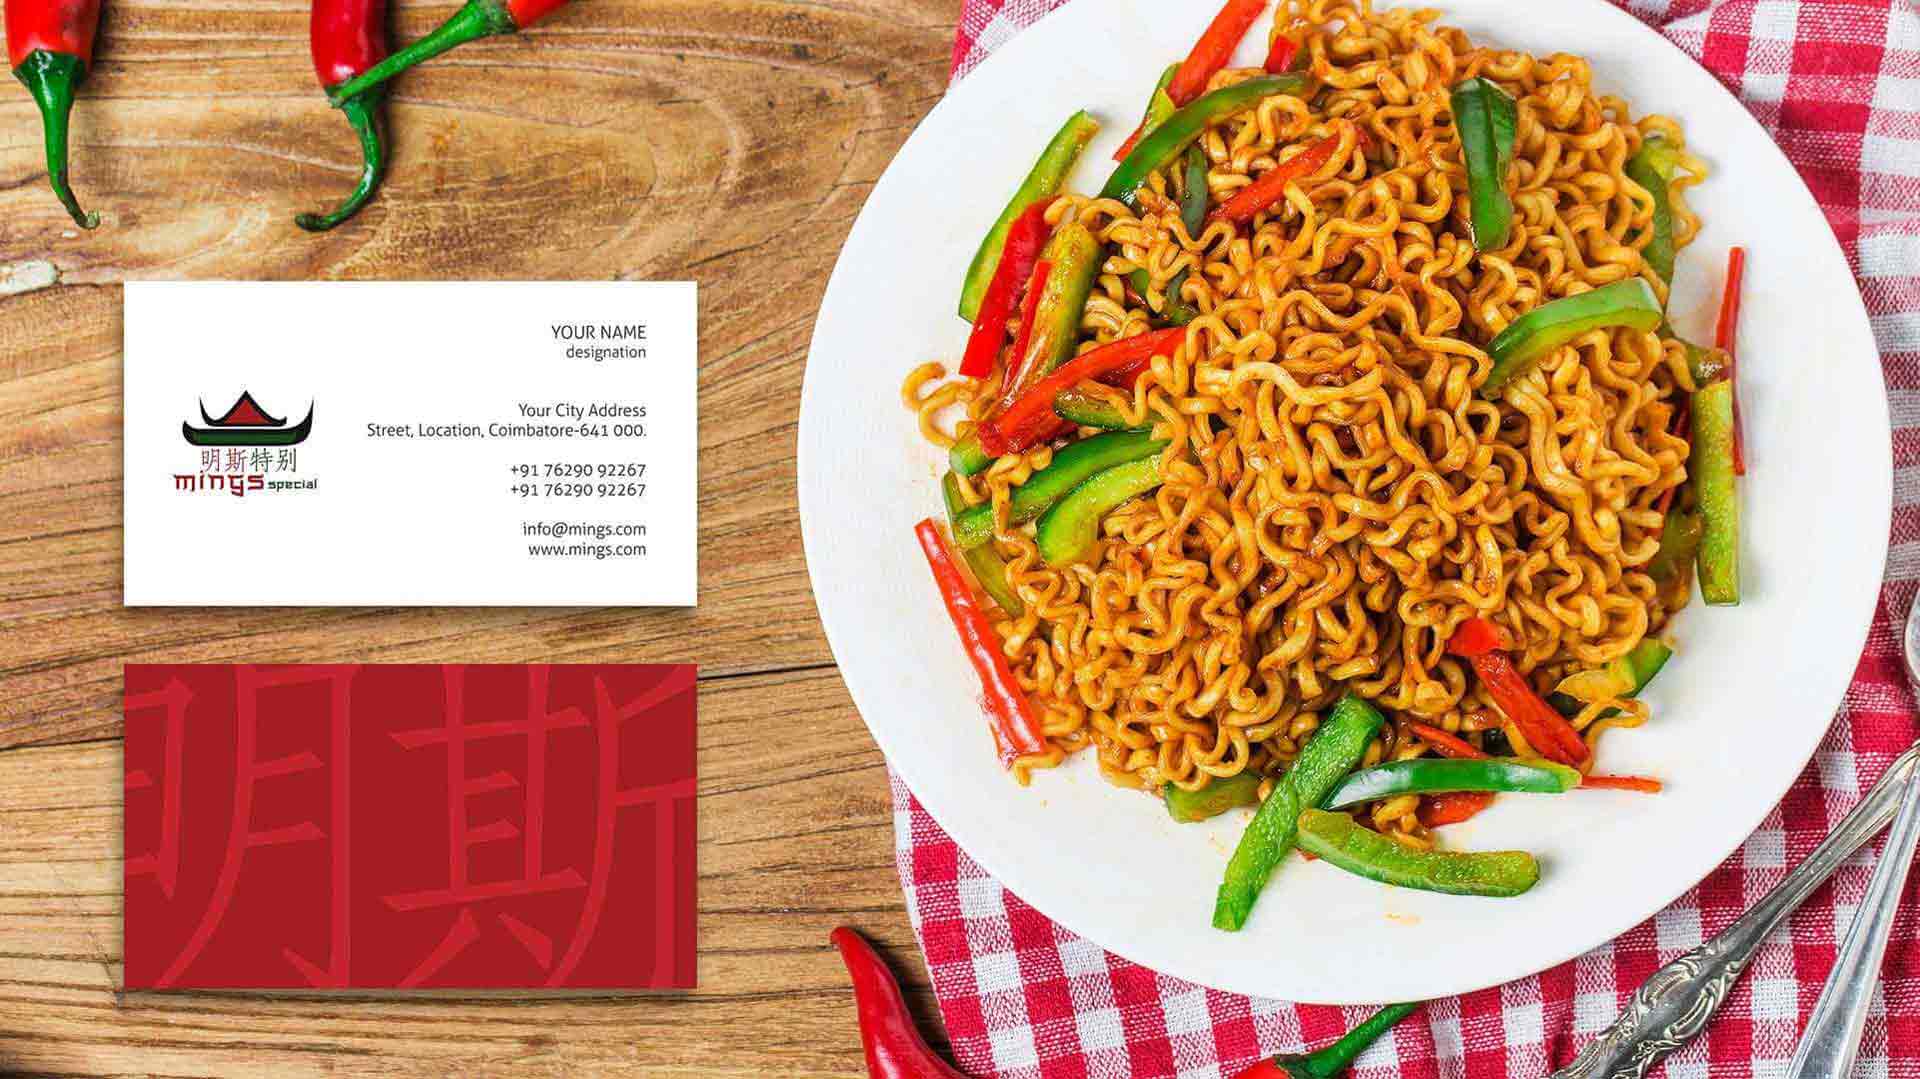 YOUR NAME
designation
明斯特别
mings special
Your City Address
Street, Location, Coimbatore-641 000.
+91 76290 92267
+91 76290 92267
info@mings.com
www.mings.com
明斯